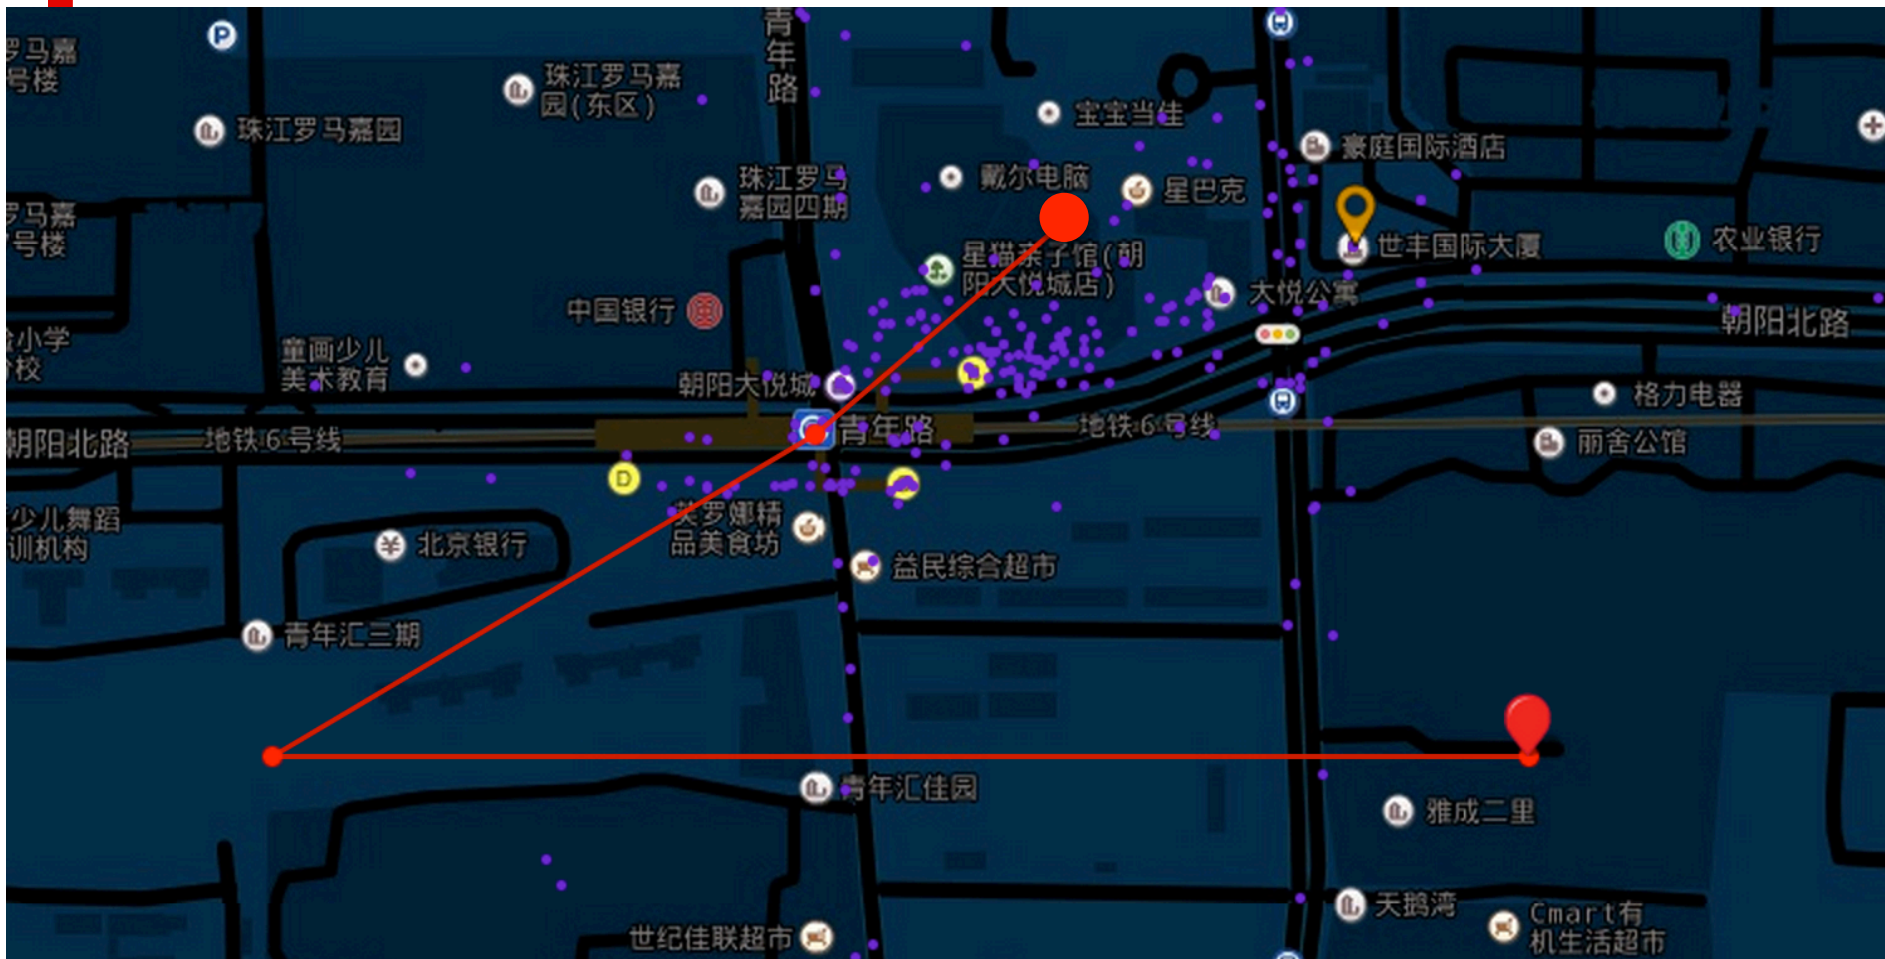 青年路
罗马嘉
号楼
珠江罗马嘉
园(东区)
珠江罗马嘉园
宝宝当佳
豪庭国际酒店
珠江罗马
嘉园四期
戴尔电脑
星巴克
罗马嘉
号楼
世丰国际大厦
农业银行
星猫亲子馆(朝
阳大悦城店)
中国银行
大悦公寓
朝阳北路
小学
校
童画少儿
美术教育
朝阳大悦城
格力电器
朝阳北路
地铁6号线
青年路
地铁6号线
丽舍公馆
D
少儿舞蹈
训机构
芙罗娜精
品美食坊
北京银行
益民综合超市
青年汇三期
青年汇佳园
雅成二里
天鹅湾
Cmart有
机生活超市
世纪佳联超市
P